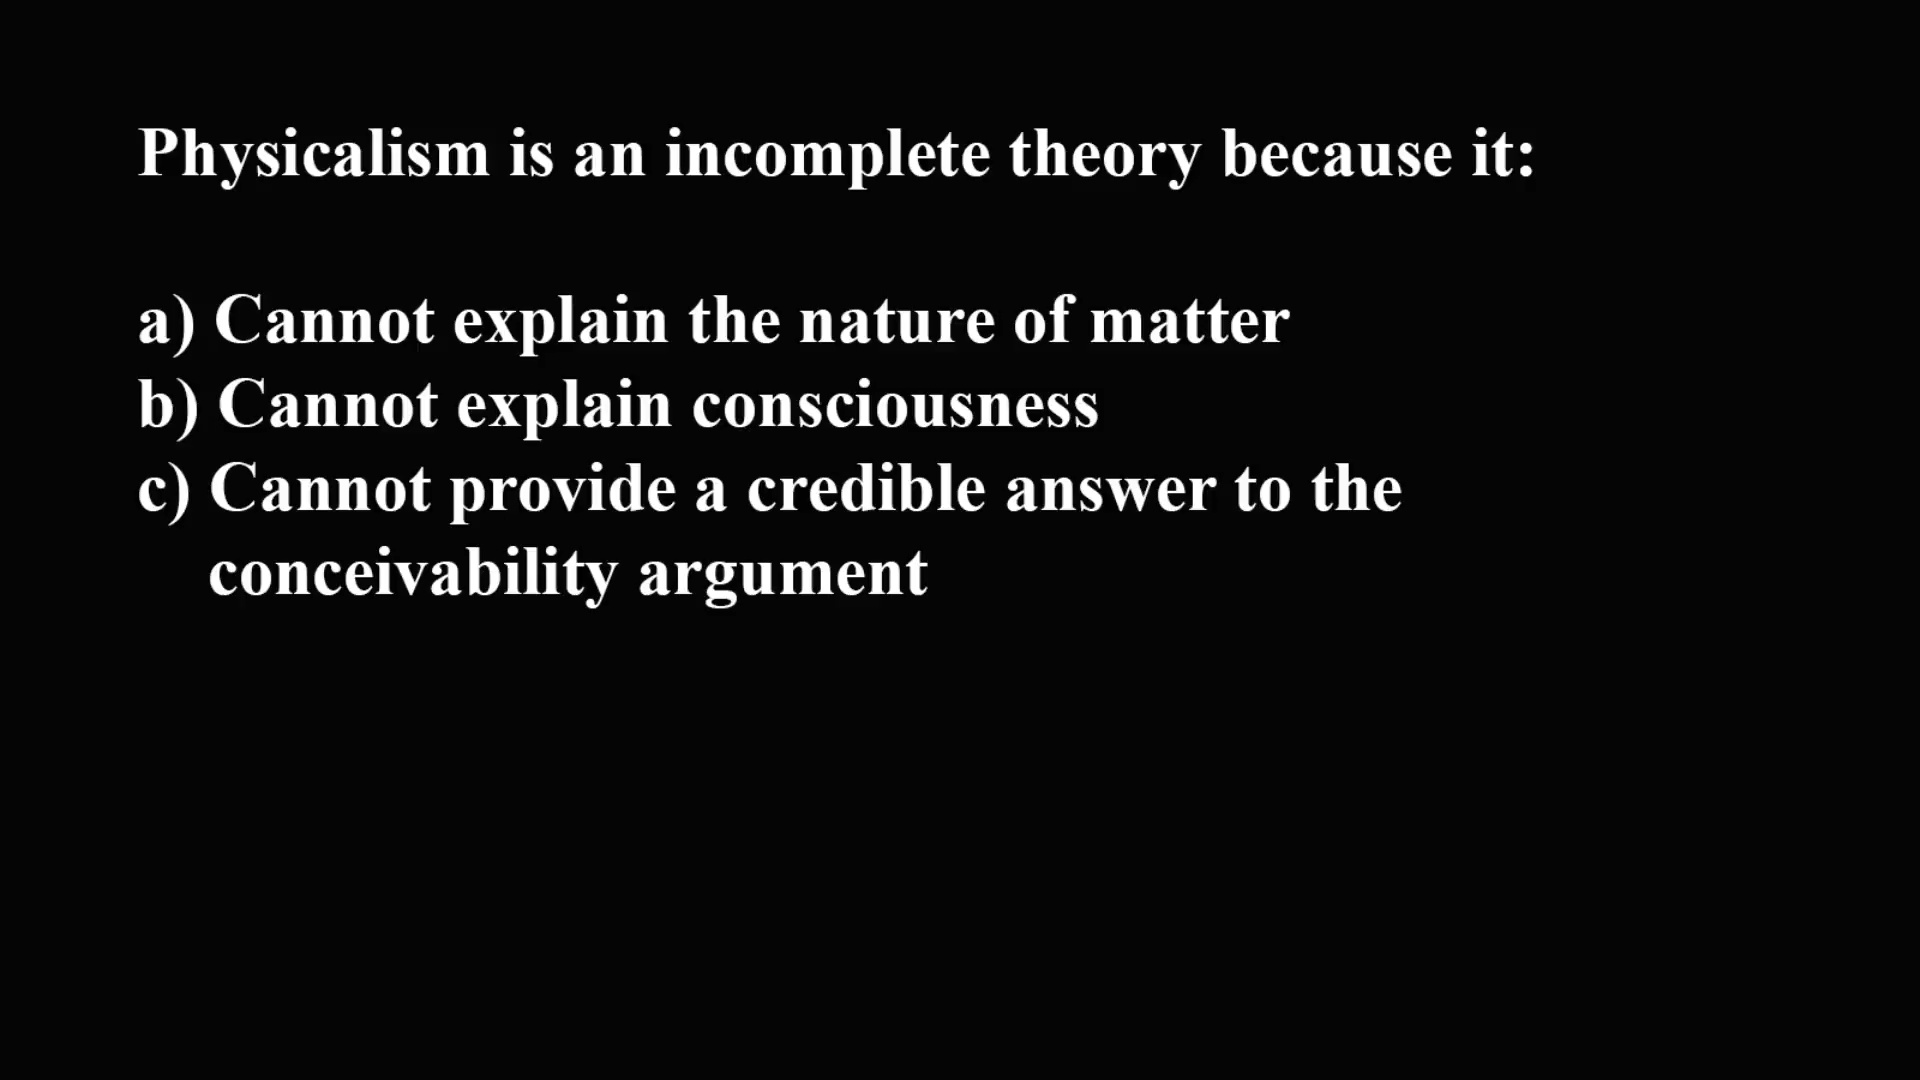 Physicalism is an incomplete theory because it:
a) Cannot explain the nature of matter
b) Cannot explain consciousness
c) Cannot provide a credible answer to the
conceivability argument